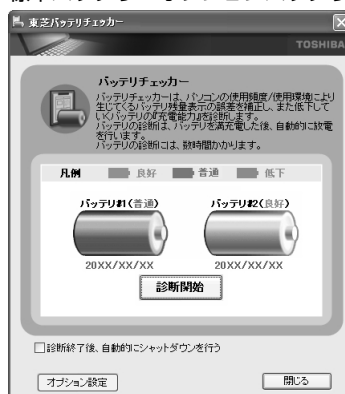 東芝バッテリチェッカー
TOSHIBA
バッテリチェッカー
バッテリチェッカーは、パソコンの使用頻度/使用環境により
生じてくるバッテリ残量表示の誤差を補正し、また低下して
いくバッテリの『充電能力』を診断します。
バッテリの診断は、バッテリを満充電した後、自動的に放電
を行います。
バッテリの診断には、数時間かかります。
凡例 良好 普通 低下
バッテリ#1(普通) バッテリ#2(良好)
20XX/XX/XX 20XX/XX/XX
診断開始
診断終了後、自動的にシャットダウンを行う
オプション設定 閉じる